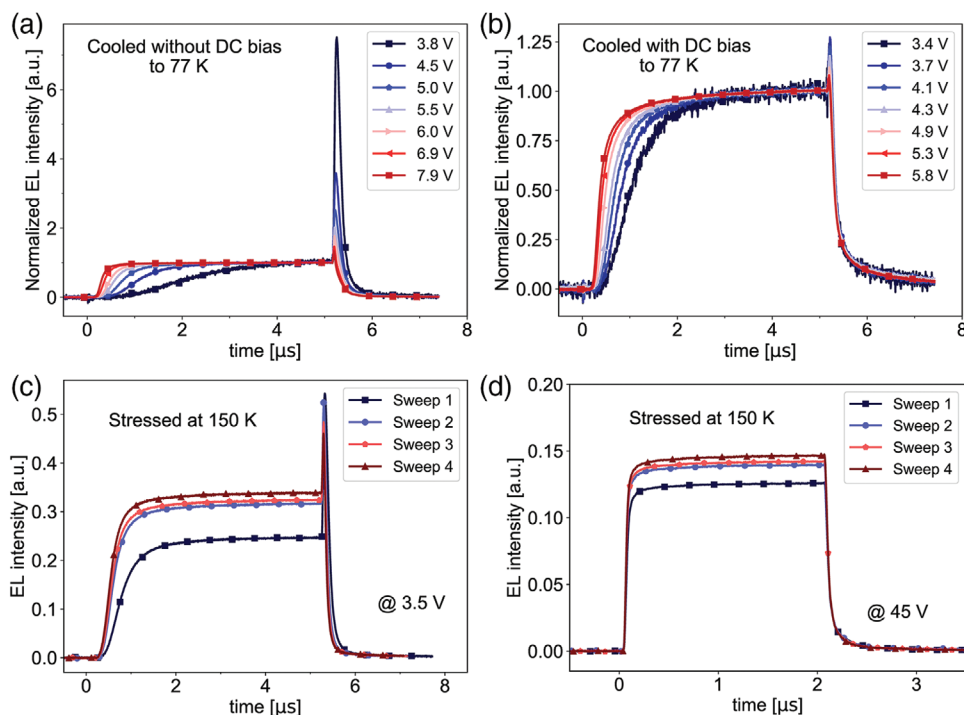 (a)
Normalized EL intensity [a.u.]
6
4
2
0
Cooled without DC bias
to 77 K
3.8 V
4.5 V
5.0 V
5.5 V
6.0 V
6.9 V
7.9 V
0 2 4 6 8
time [µs]
(b)
Normalized EL intensity [a.u.]
1.25
1.00
0.75
0.50
0.25
0.00
Cooled with DC bias
to 77 K
3.4 V
3.7 V
4.1 V
4.3 V
4.9 V
5.3 V
5.8 V
0 2 4 6 8
time [µs]
(c)
EL intensity [a.u.]
0.5
0.4
0.3
0.2
0.1
0.0
Stressed at 150 K
Sweep 1
Sweep 2
Sweep 3
Sweep 4
@ 3.5 V
0 2 4 6 8
time [µs]
(d)
EL intensity [a.u.]
0.20
0.15
0.10
0.05
0.00
Stressed at 150 K
Sweep 1
Sweep 2
Sweep 3
Sweep 4
@ 45 V
0 1 2 3
time [µs]